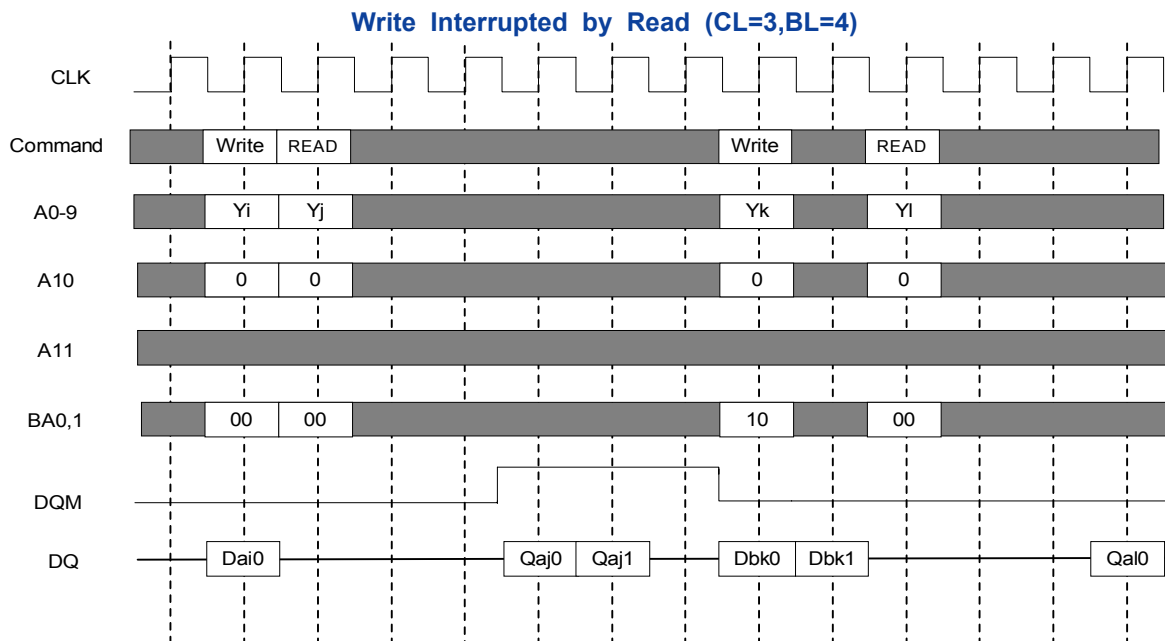 Write Interrupted by Read (CL=3,BL=4)
CLK
Command Write READ Write READ
A0-9 Yi Yj Yk Yl
A10 0 0 0 0
A11
BA0,1 00 00 10 00
DQM
DQ Dai0 Qaj0 Qaj1 Dbk0 Dbk1 Qal0